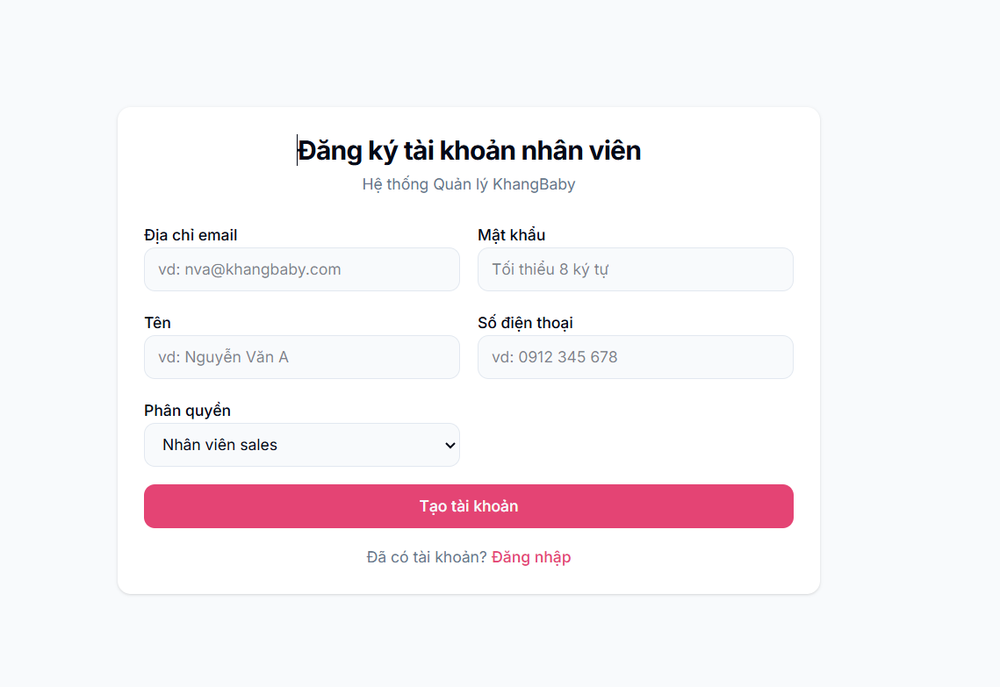 Đăng ký tài khoản nhân viên
Hệ thống Quản lý KhangBaby
Địa chỉ email
vd: nva@khangbaby.com
Mật khẩu
Tối thiểu 8 ký tự
Tên
vd: Nguyễn Văn A
Số điện thoại
vd: 0912 345 678
Phân quyền
Nhân viên sales
Tạo tài khoản
Đã có tài khoản? Đăng nhập